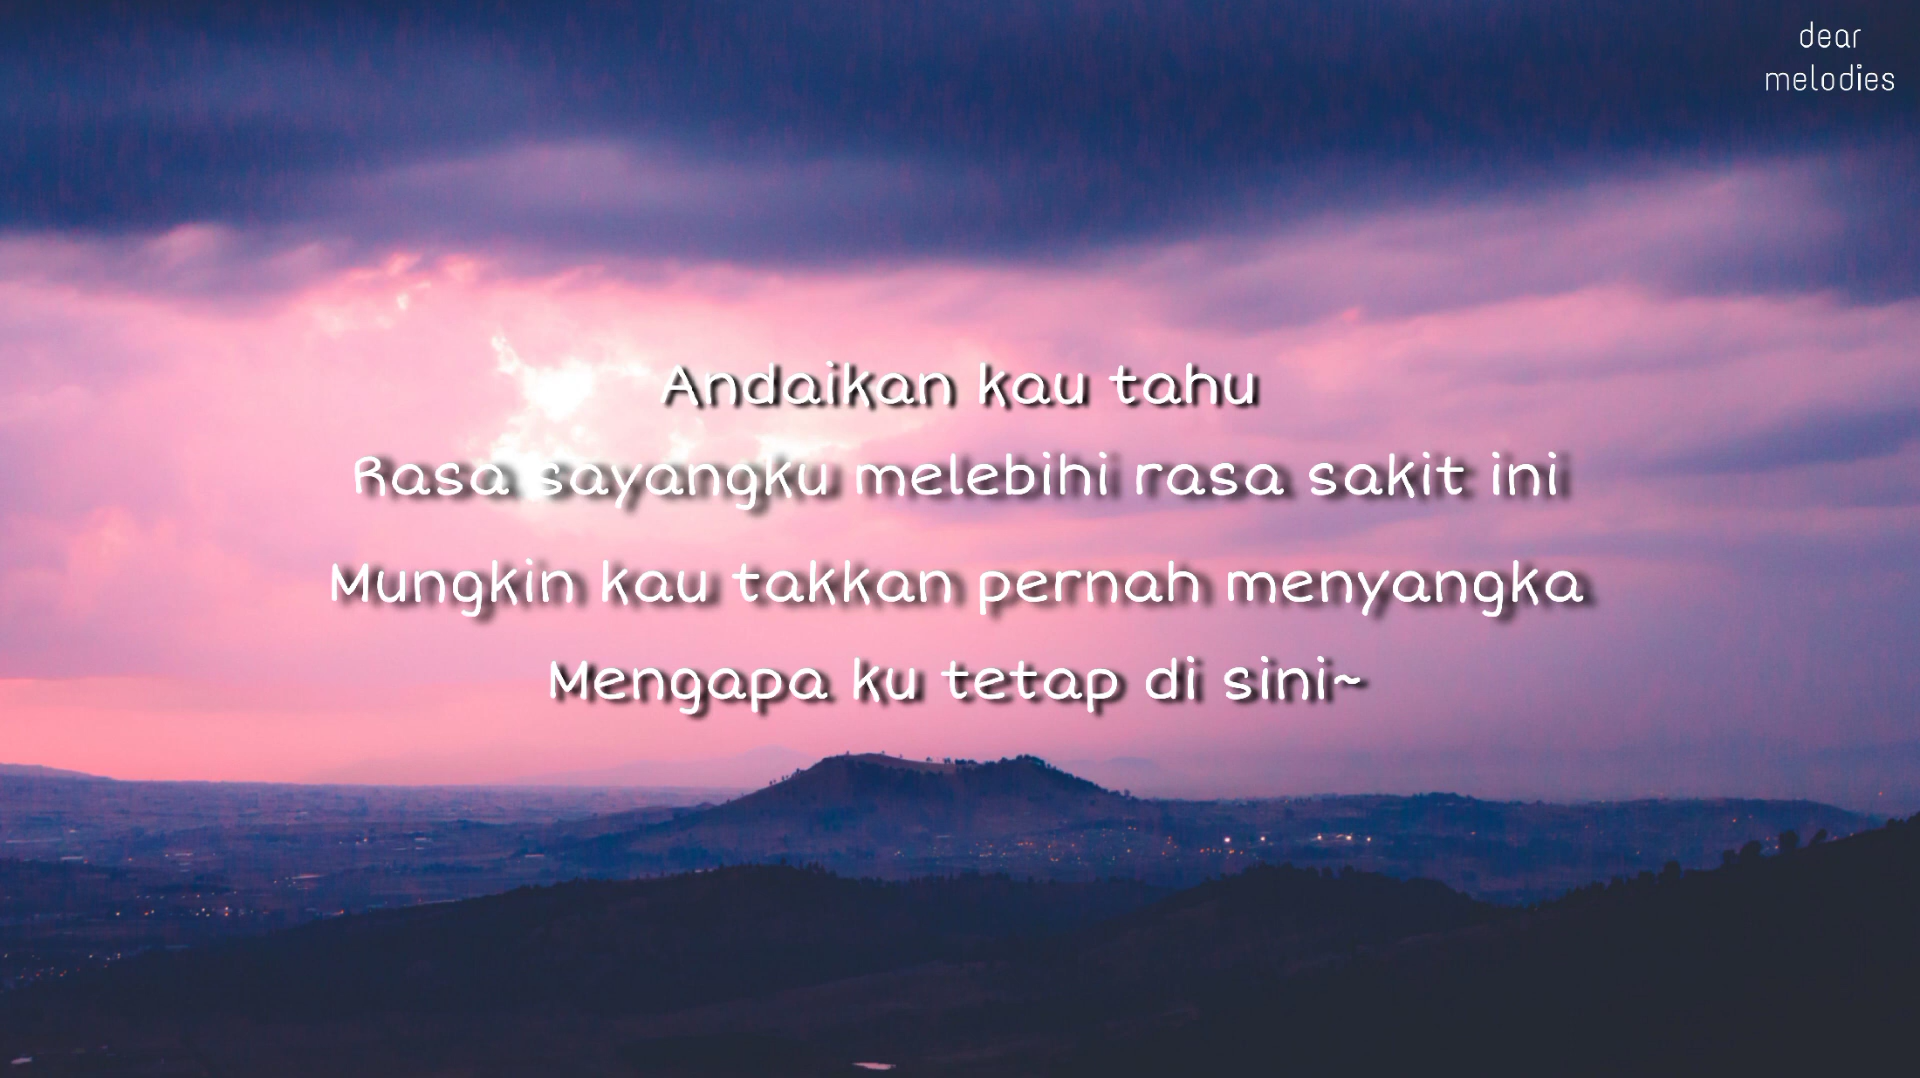 dear
melodies
Andaikan kau tahu
Rasa sayangku melebihi rasa sakit ini
Mungkin kau takkan pernah menyangka
Mengapa ku tetap di sini~